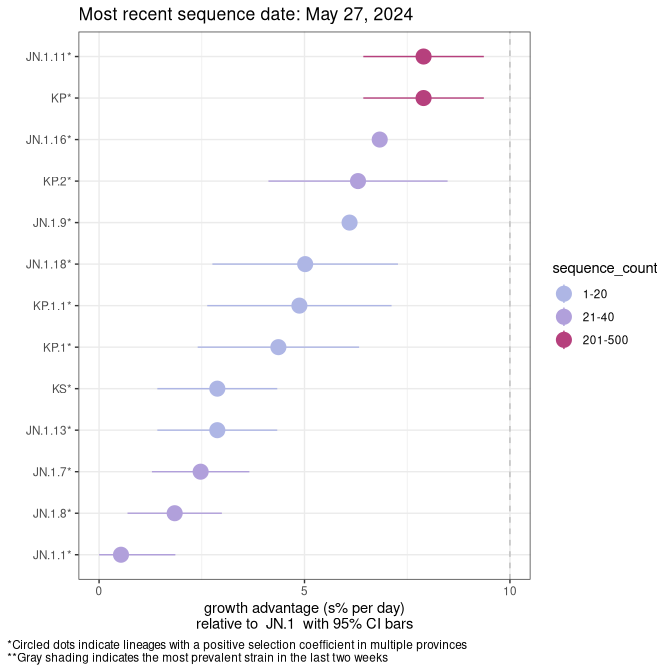 Most recent sequence date: May 27, 2024
JN.1.11*
KP*
JN.1.16*
KP.2*
JN.1.9*
JN.1.18*
KP.1.1*
KP.1*
KS*
JN.1.13*
JN.1.7*
JN.1.8*
JN.1.1*
0 5 10
growth advantage (s% per day)
relative to JN.1 with 95% CI bars
sequence_count
1-20
21-40
201-500
*Circled dots indicate lineages with a positive selection coefficient in multiple provinces
**Gray shading indicates the most prevalent strain in the last two weeks